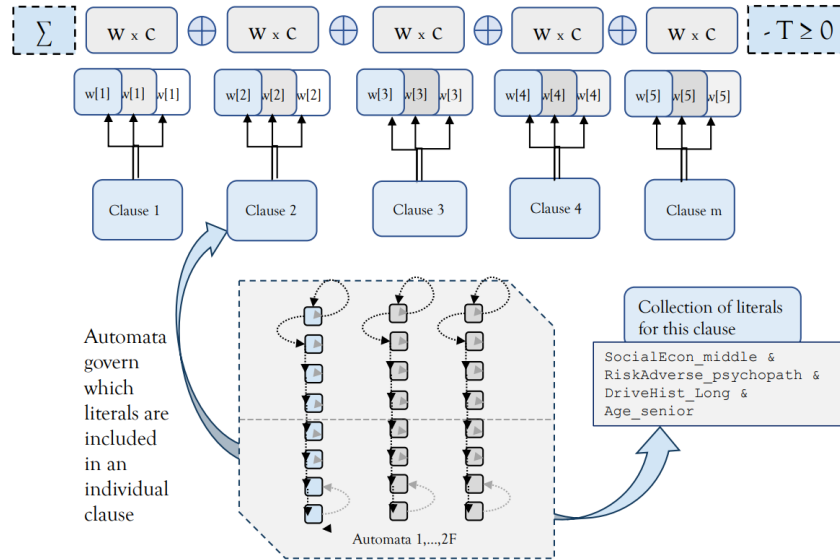 ∑ W x C ⊕ W x C ⊕ W x C ⊕ W x C ⊕ W x C - T ≥ 0
w[1] w[1] w[1] w[2] w[2] w[2] w[3] w[3] w[3] w[4] w[4] w[4] w[5] w[5] w[5]
Clause 1 Clause 2 Clause 3 Clause 4 Clause m
Automata
govern
which
literals are
included
in an
individual
clause
Automata 1,...,2F
Collection of literals
for this clause
SocialEcon_middle &
RiskAdverse_psychopath &
DriveHist_Long &
Age_senior